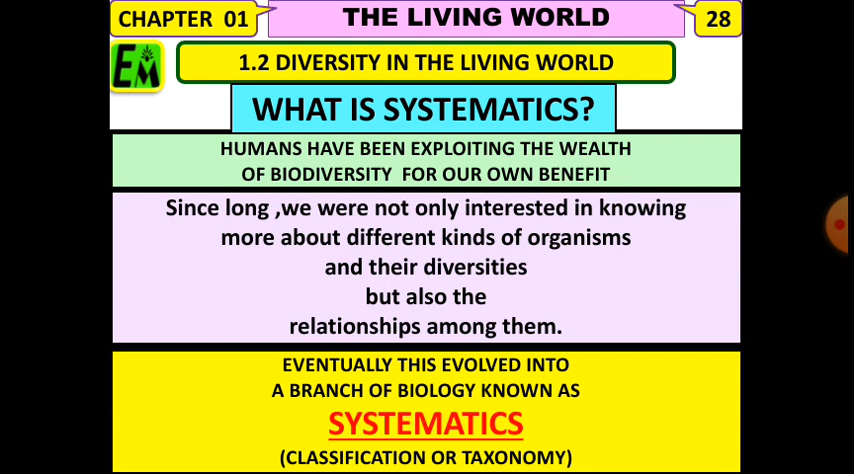 CHAPTER 01
THE LIVING WORLD
28
EM
1.2 DIVERSITY IN THE LIVING WORLD
WHAT IS SYSTEMATICS?
HUMANS HAVE BEEN EXPLOITING THE WEALTH
OF BIODIVERSITY FOR OUR OWN BENEFIT
Since long ,we were not only interested in knowing
more about different kinds of organisms
and their diversities
but also the
relationships among them.
EVENTUALLY THIS EVOLVED INTO
A BRANCH OF BIOLOGY KNOWN AS
SYSTEMATICS
(CLASSIFICATION OR TAXONOMY)